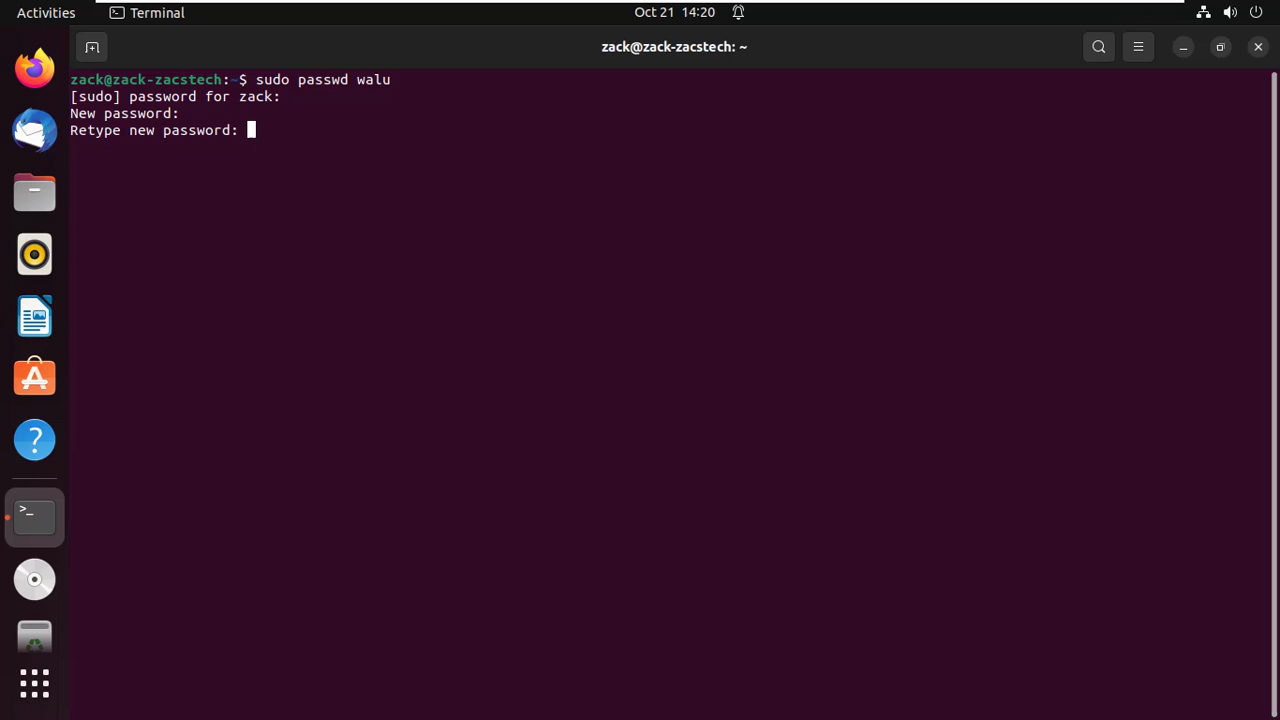 Activities
Terminal
Oct 21 14:20
zack@zack-zacstech: ~
zack@zack-zacstech:~$ sudo passwd walu
[sudo] password for zack:
New password:
Retype new password: